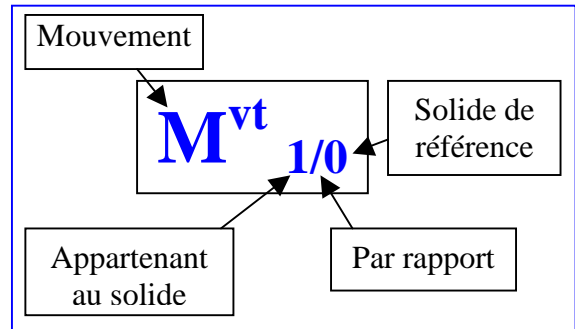 Mouvement
M^vt 1/0
Solide de
référence
Appartenant
au solide
Par rapport